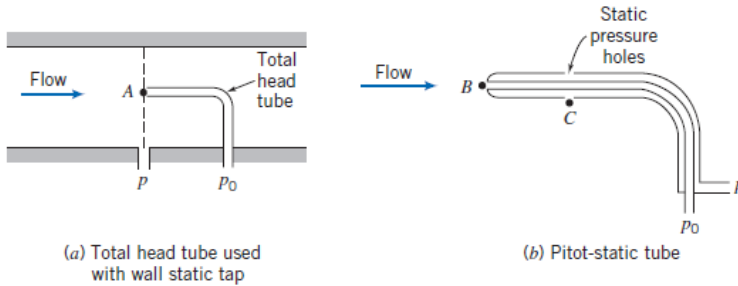 Flow
A
Total
head
tube
p
p0
(a) Total head tube used
with wall static tap
Flow
B
Static
pressure
holes
C
p0
(b) Pitot-static tube